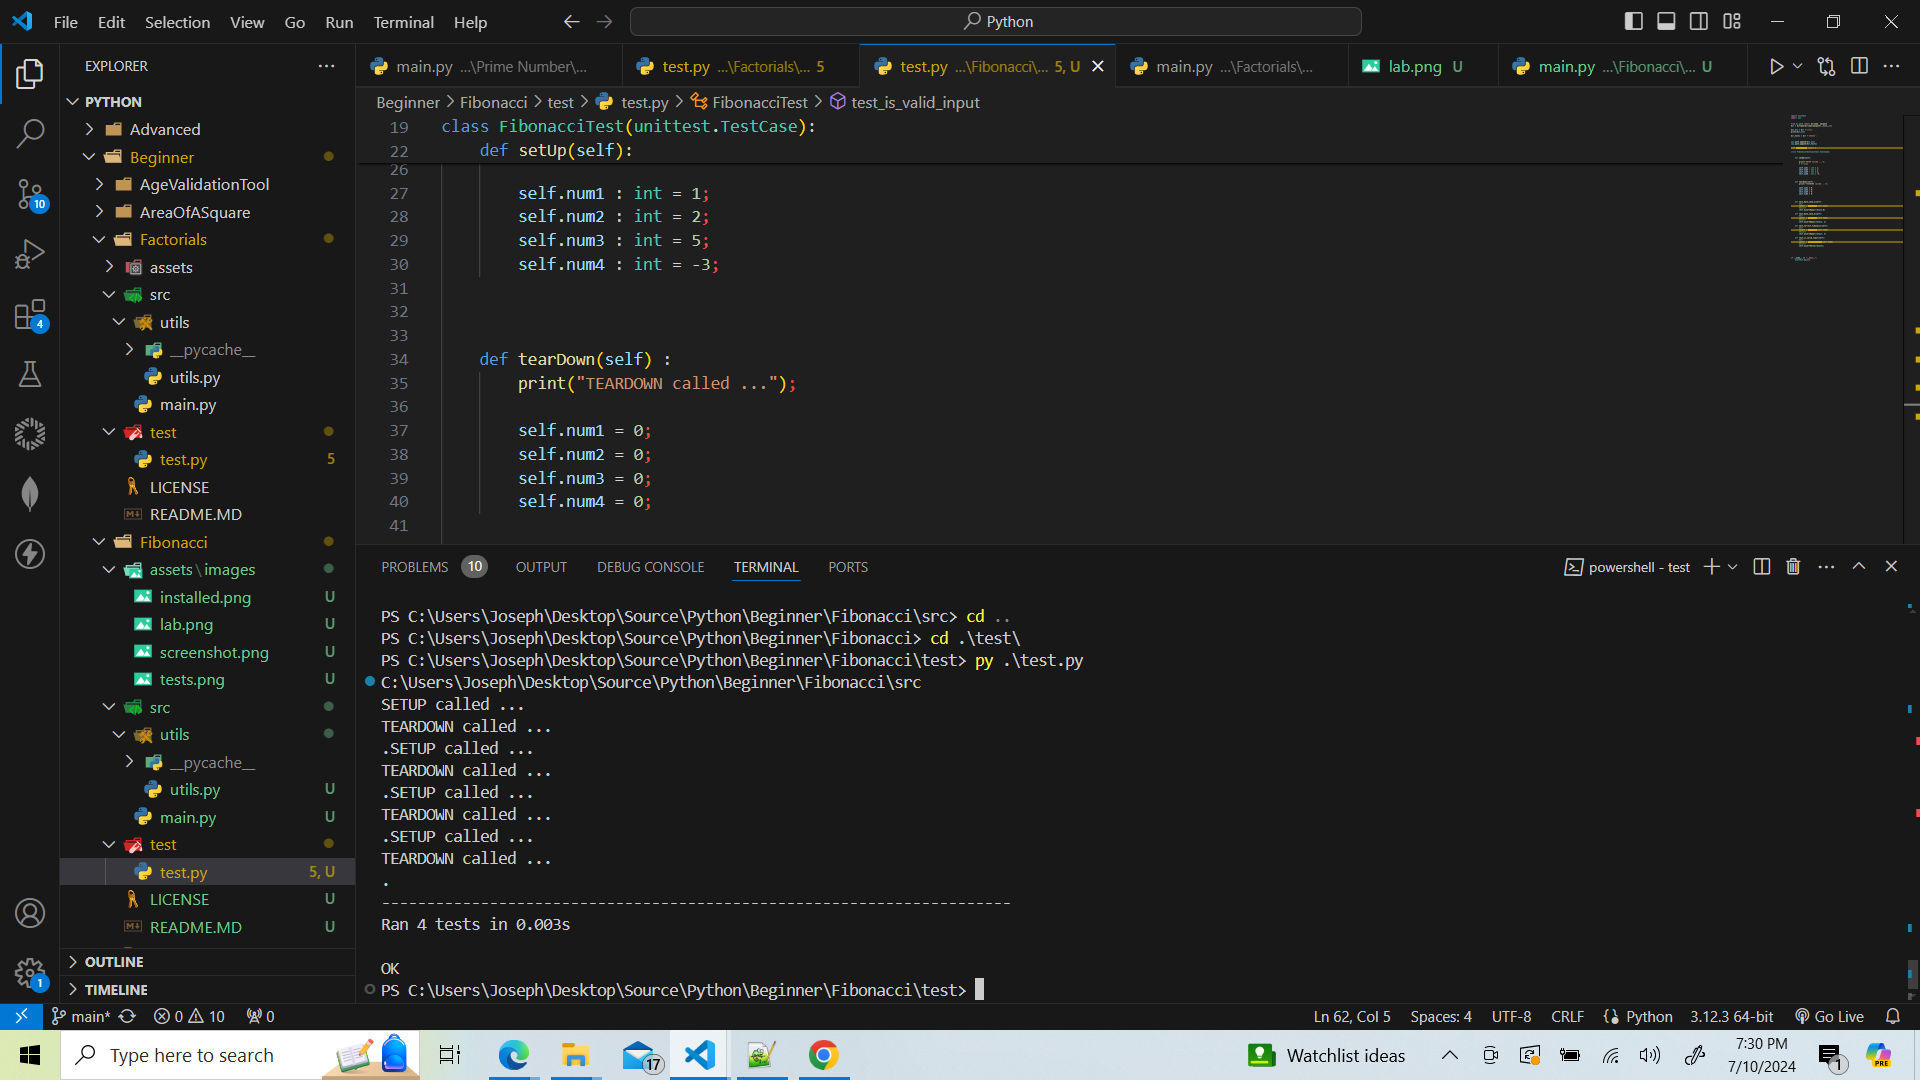 File Edit Selection View Go Run Terminal Help
Python
EXPLORER
main.py ...\Prime Number\...
test.py ...\Factorials\... 5
test.py ...\Fibonacci\... 5, U
main.py ...\Factorials\...
lab.png U
main.py ...\Fibonacci\... U
PYTHON
Advanced
Beginner
AgeValidationTool
AreaOfASquare
Factorials
assets
src
utils
__pycache__
utils.py
main.py
test
test.py 5
LICENSE
README.MD
Fibonacci
assets\images
installed.png U
lab.png U
screenshot.png U
tests.png U
src
utils
__pycache__
utils.py U
main.py U
test
test.py 5, U
LICENSE U
README.MD U
OUTLINE
TIMELINE
10
4
1
Beginner > Fibonacci > test > test.py > FibonacciTest > test_is_valid_input
19 class FibonacciTest(unittest.TestCase):
22 def setUp(self):
26
27 self.num1 : int = 1;
28 self.num2 : int = 2;
29 self.num3 : int = 5;
30 self.num4 : int = -3;
31
32
33
34 def tearDown(self) :
35 print("TEARDOWN called ...");
36
37 self.num1 = 0;
38 self.num2 = 0;
39 self.num3 = 0;
40 self.num4 = 0;
41
PROBLEMS 10 OUTPUT DEBUG CONSOLE TERMINAL PORTS
powershell - test
PS C:\Users\Joseph\Desktop\Source\Python\Beginner\Fibonacci\src> cd ..
PS C:\Users\Joseph\Desktop\Source\Python\Beginner\Fibonacci> cd .\test\
PS C:\Users\Joseph\Desktop\Source\Python\Beginner\Fibonacci\test> py .\test.py
C:\Users\Joseph\Desktop\Source\Python\Beginner\Fibonacci\src
SETUP called ...
TEARDOWN called ...
.SETUP called ...
TEARDOWN called ...
.SETUP called ...
TEARDOWN called ...
.SETUP called ...
TEARDOWN called ...
.
----------------------------------------------------------------------
Ran 4 tests in 0.003s
OK
PS C:\Users\Joseph\Desktop\Source\Python\Beginner\Fibonacci\test>
main* 0 10 0
Ln 62, Col 5 Spaces: 4 UTF-8 CRLF Python 3.12.3 64-bit Go Live
Type here to search
17
Watchlist ideas
7:30 PM
7/10/2024
1
PRE